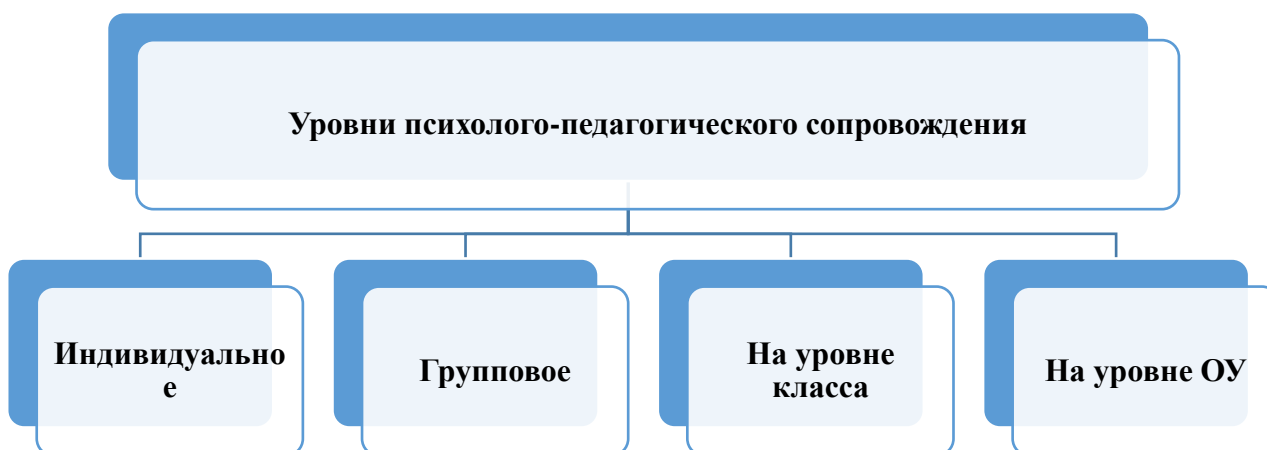 Уровни психолого-педагогического сопровождения
Индивидуально
е
Групповое
На уровне
класса
На уровне ОУ